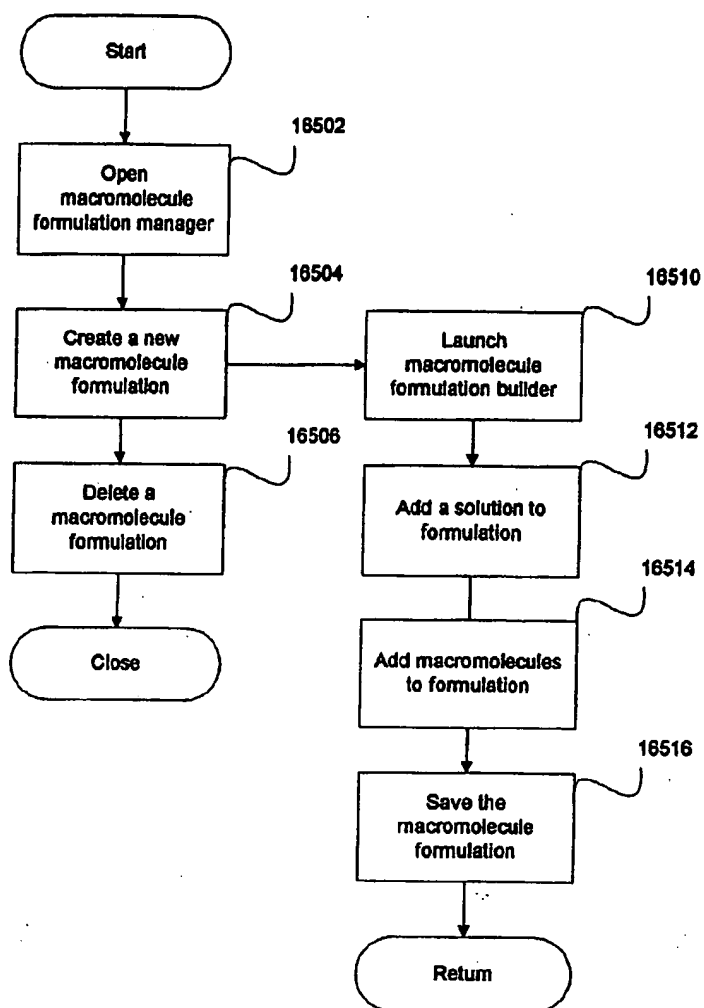 Start
16502
Open
macromolecule
formulation manager
16504
Create a new
macromolecule
formulation
16506
Delete a
macromolecule
formulation
Close
16510
Launch
macromolecule
formulation builder
16512
Add a solution to
formulation
16514
Add macromolecules
to formulation
16516
Save the
macromolecule
formulation
Return